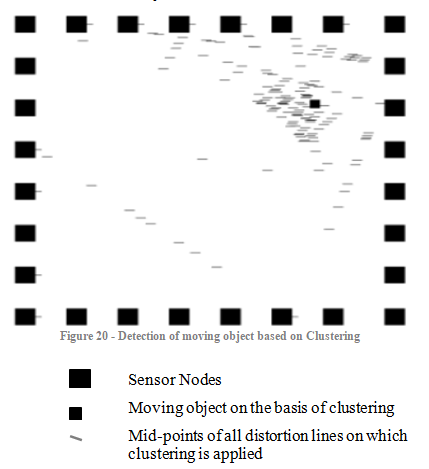 Figure 20 - Detection of moving object based on Clustering
Sensor Nodes
Moving object on the basis of clustering
Mid-points of all distortion lines on which
clustering is applied